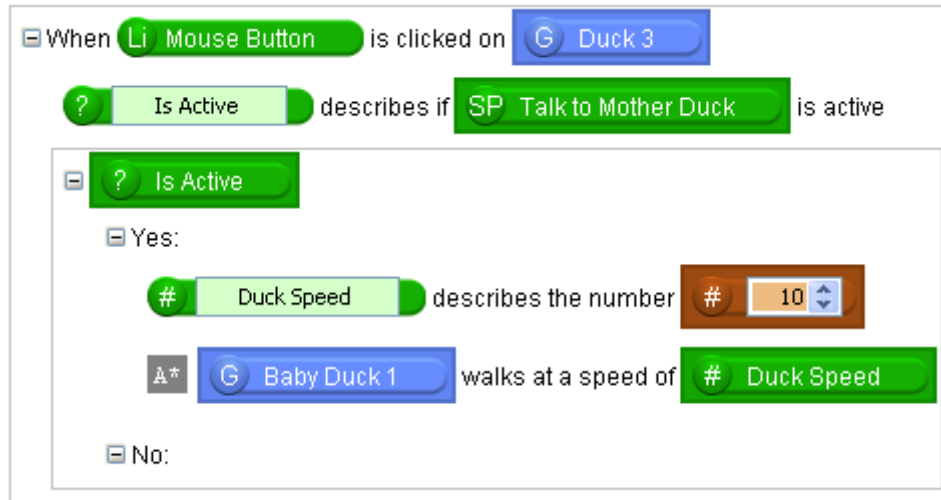 When Li Mouse Button is clicked on G Duck 3
? Is Active describes if SP Talk to Mother Duck is active
? Is Active
Yes:
# Duck Speed describes the number # 10
A* G Baby Duck 1 walks at a speed of # Duck Speed
No: